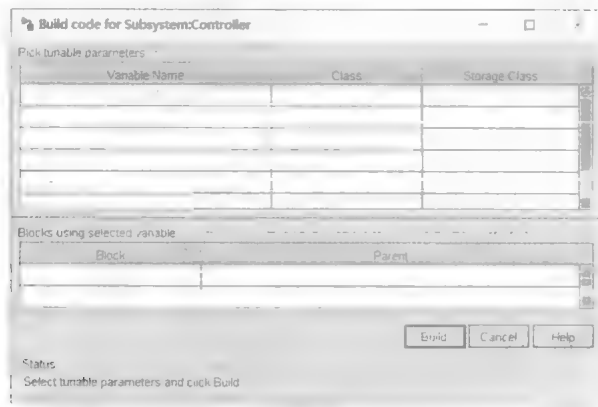 Build code for Subsystem:Controller
Pick tunable parameters
Variable Name Class Storage Class
Blocks using selected variable
Block Parent
Build Cancel Help
Status
Select tunable parameters and click Build